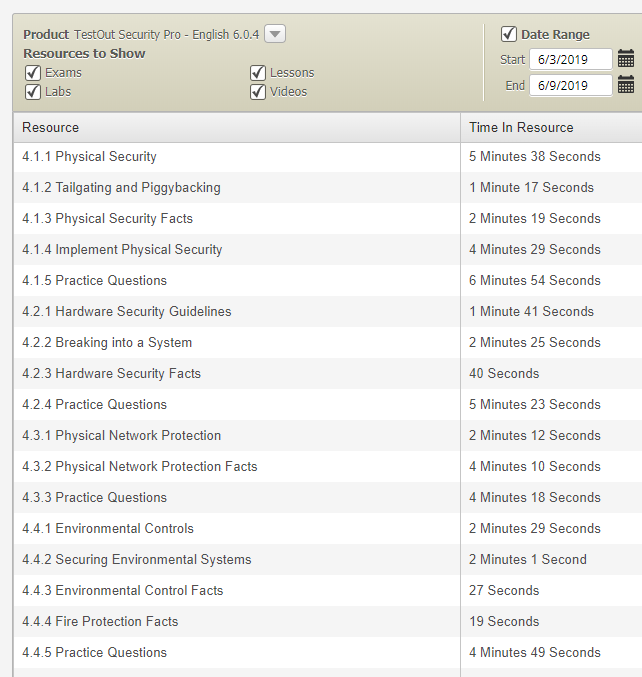 Product TestOut Security Pro - English 6.0.4
Date Range
Resources to Show
Start 6/3/2019
Exams Lessons
End 6/9/2019
Labs Videos
Resource Time In Resource
4.1.1 Physical Security 5 Minutes 38 Seconds
4.1.2 Tailgating and Piggybacking 1 Minute 17 Seconds
4.1.3 Physical Security Facts 2 Minutes 19 Seconds
4.1.4 Implement Physical Security 4 Minutes 29 Seconds
4.1.5 Practice Questions 6 Minutes 54 Seconds
4.2.1 Hardware Security Guidelines 1 Minute 41 Seconds
4.2.2 Breaking into a System 2 Minutes 25 Seconds
4.2.3 Hardware Security Facts 40 Seconds
4.2.4 Practice Questions 5 Minutes 23 Seconds
4.3.1 Physical Network Protection 2 Minutes 12 Seconds
4.3.2 Physical Network Protection Facts 4 Minutes 10 Seconds
4.3.3 Practice Questions 4 Minutes 18 Seconds
4.4.1 Environmental Controls 2 Minutes 29 Seconds
4.4.2 Securing Environmental Systems 2 Minutes 1 Second
4.4.3 Environmental Control Facts 27 Seconds
4.4.4 Fire Protection Facts 19 Seconds
4.4.5 Practice Questions 4 Minutes 49 Seconds